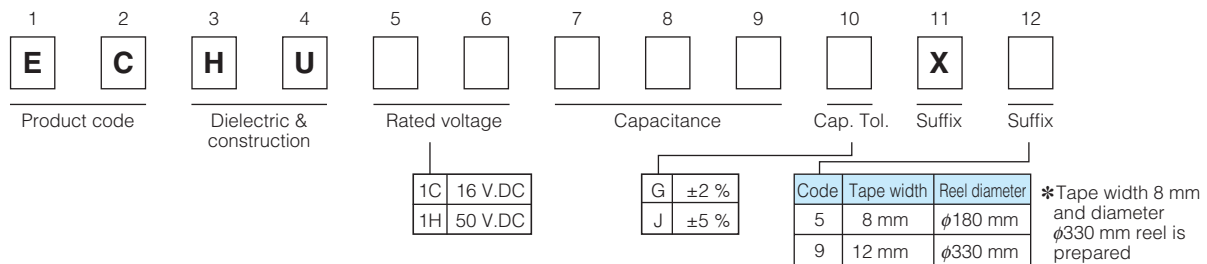 1 2 3 4 5 6 7 8 9 10 11 12
E C H U X
Product code Dielectric & construction Rated voltage Capacitance Cap. Tol. Suffix Suffix
1C 16 V.DC
1H 50 V.DC
G ±2 %
J ±5 %
Code Tape width Reel diameter
5 8 mm ϕ180 mm
9 12 mm ϕ330 mm
✽Tape width 8 mm
and diameter
ϕ330 mm reel is
prepared